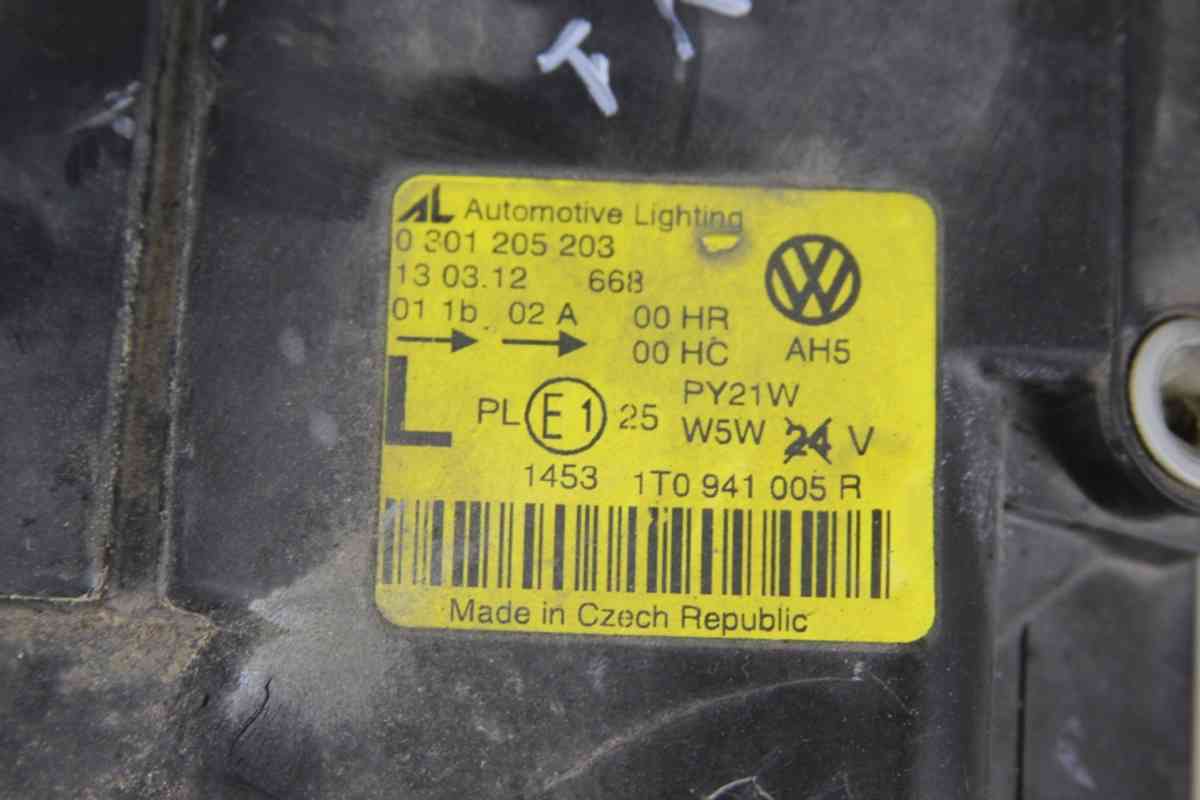 AL Automotive Lighting
0 301 205 203
13 03.12 668
01 1b 02 A 00 HR
00 HC AH5
L PL E1 25 PY21W
W5W 24 V
1453 1T0 941 005 R
Made in Czech Republic